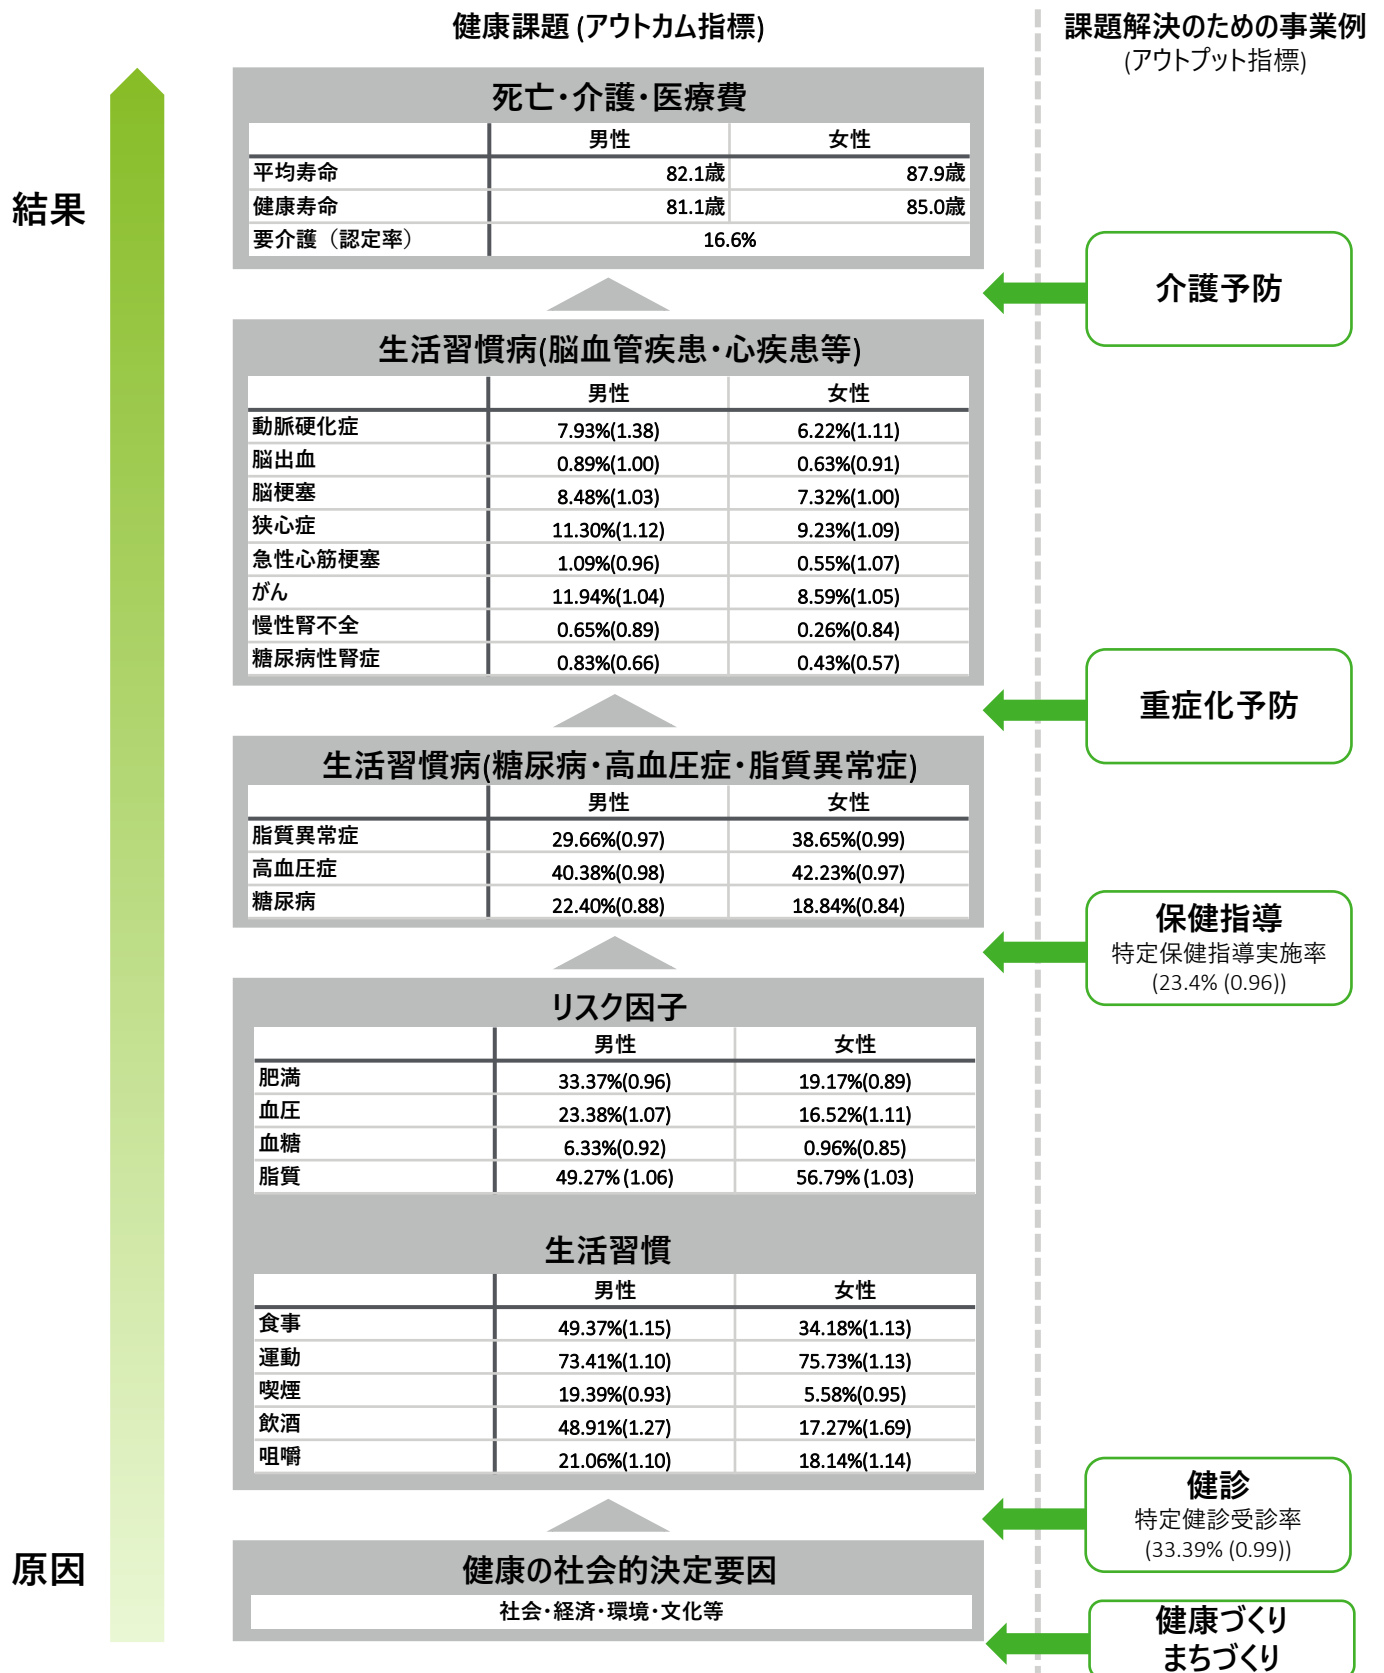 健康課題 (アウトカム指標)
課題解決のための事業例
(アウトプット指標)
結果
死亡・介護・医療費
男性 女性
平均寿命 82.1歳 87.9歳
健康寿命 81.1歳 85.0歳
要介護（認定率） 16.6%
介護予防
生活習慣病(脳血管疾患・心疾患等)
男性 女性
動脈硬化症 7.93%(1.38) 6.22%(1.11)
脳出血 0.89%(1.00) 0.63%(0.91)
脳梗塞 8.48%(1.03) 7.32%(1.00)
狭心症 11.30%(1.12) 9.23%(1.09)
急性心筋梗塞 1.09%(0.96) 0.55%(1.07)
がん 11.94%(1.04) 8.59%(1.05)
慢性腎不全 0.65%(0.89) 0.26%(0.84)
糖尿病性腎症 0.83%(0.66) 0.43%(0.57)
重症化予防
生活習慣病(糖尿病・高血圧症・脂質異常症)
男性 女性
脂質異常症 29.66%(0.97) 38.65%(0.99)
高血圧症 40.38%(0.98) 42.23%(0.97)
糖尿病 22.40%(0.88) 18.84%(0.84)
保健指導
特定保健指導実施率
(23.4% (0.96))
リスク因子
男性 女性
肥満 33.37%(0.96) 19.17%(0.89)
血圧 23.38%(1.07) 16.52%(1.11)
血糖 6.33%(0.92) 0.96%(0.85)
脂質 49.27% (1.06) 56.79% (1.03)
生活習慣
男性 女性
食事 49.37%(1.15) 34.18%(1.13)
運動 73.41%(1.10) 75.73%(1.13)
喫煙 19.39%(0.93) 5.58%(0.95)
飲酒 48.91%(1.27) 17.27%(1.69)
咀嚼 21.06%(1.10) 18.14%(1.14)
健診
特定健診受診率
(33.39% (0.99))
原因
健康の社会的決定要因
社会・経済・環境・文化等
健康づくり
まちづくり